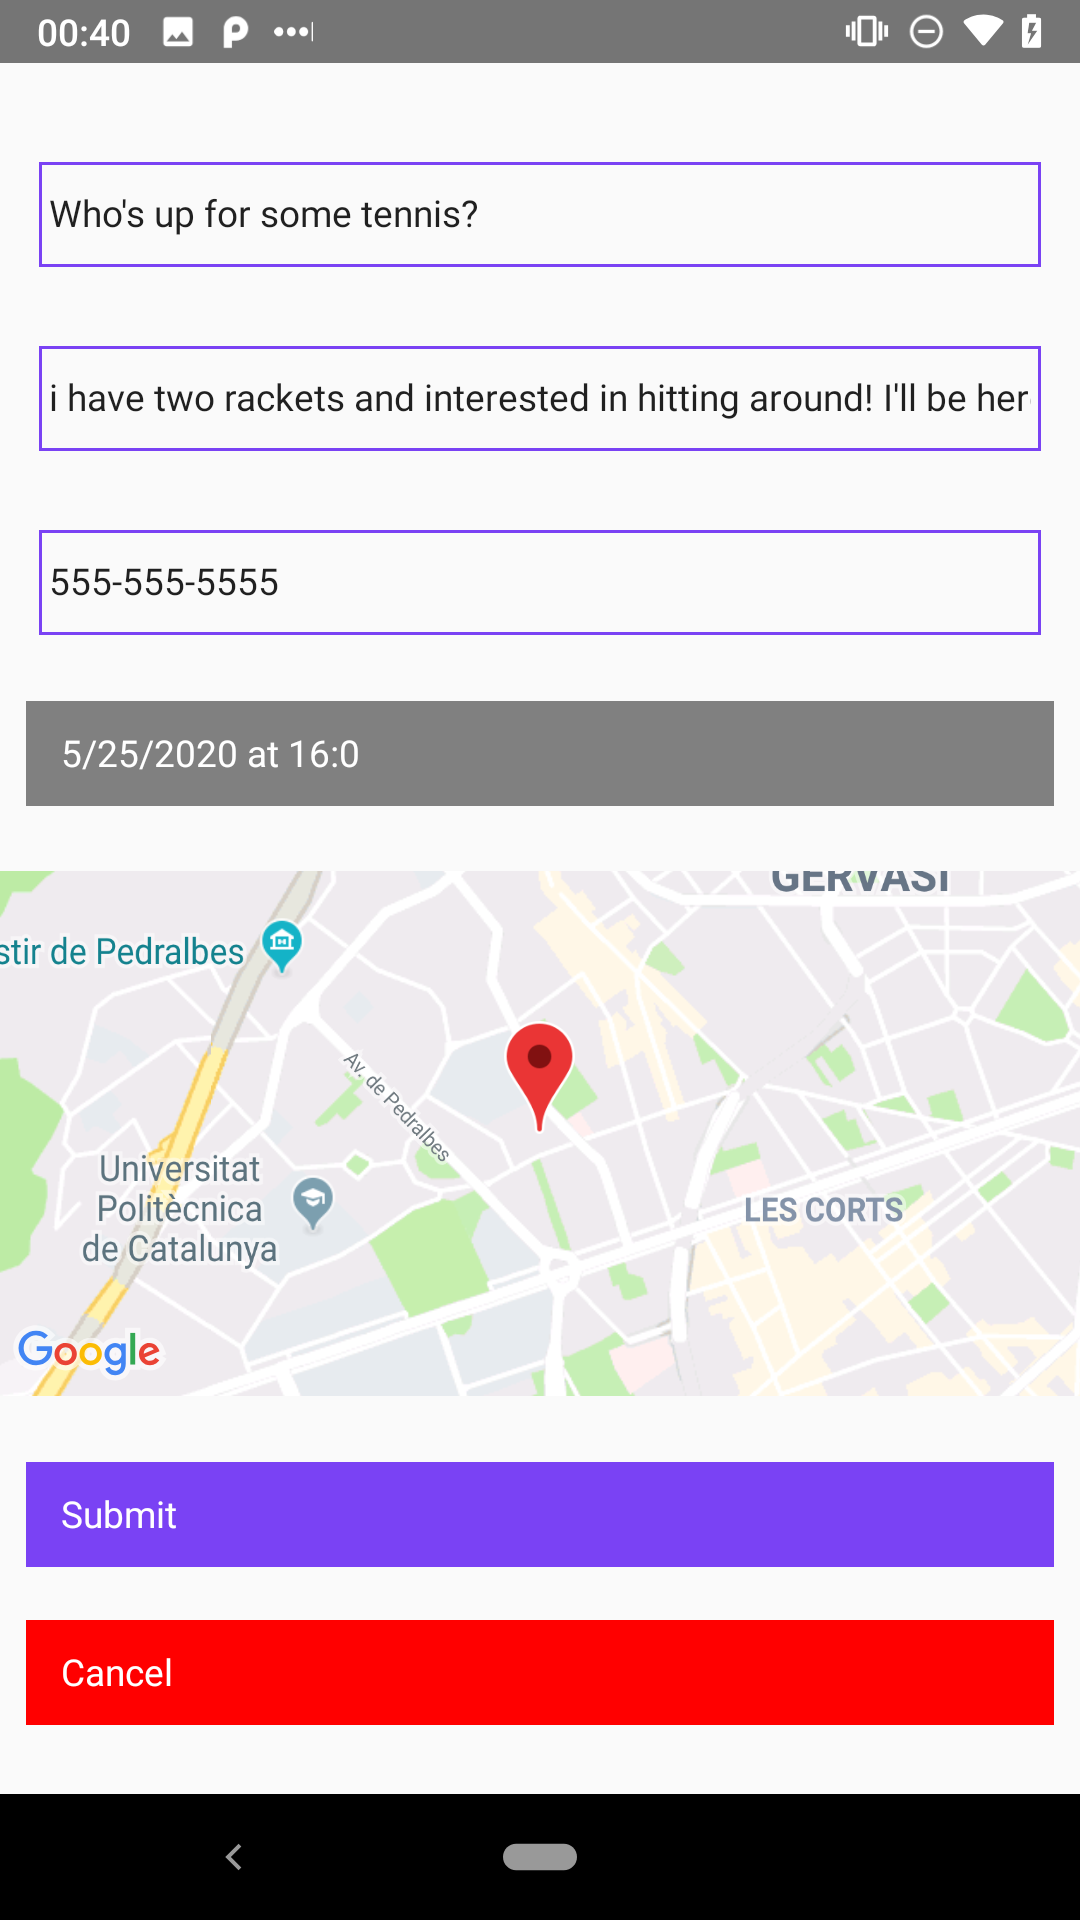 00:40
Who's up for some tennis?
i have two rackets and interested in hitting around! I'll be her
555-555-5555
5/25/2020 at 16:0
GERVASI
stir de Pedralbes
Av. de Pedralbes
Universitat
Politècnica
de Catalunya
LES CORTS
Google
Submit
Cancel